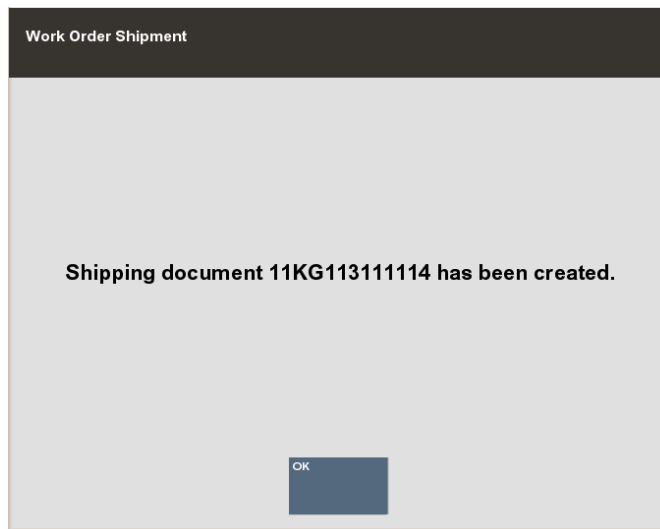 Work Order Shipment
Shipping document 11KG113111114 has been created.
OK